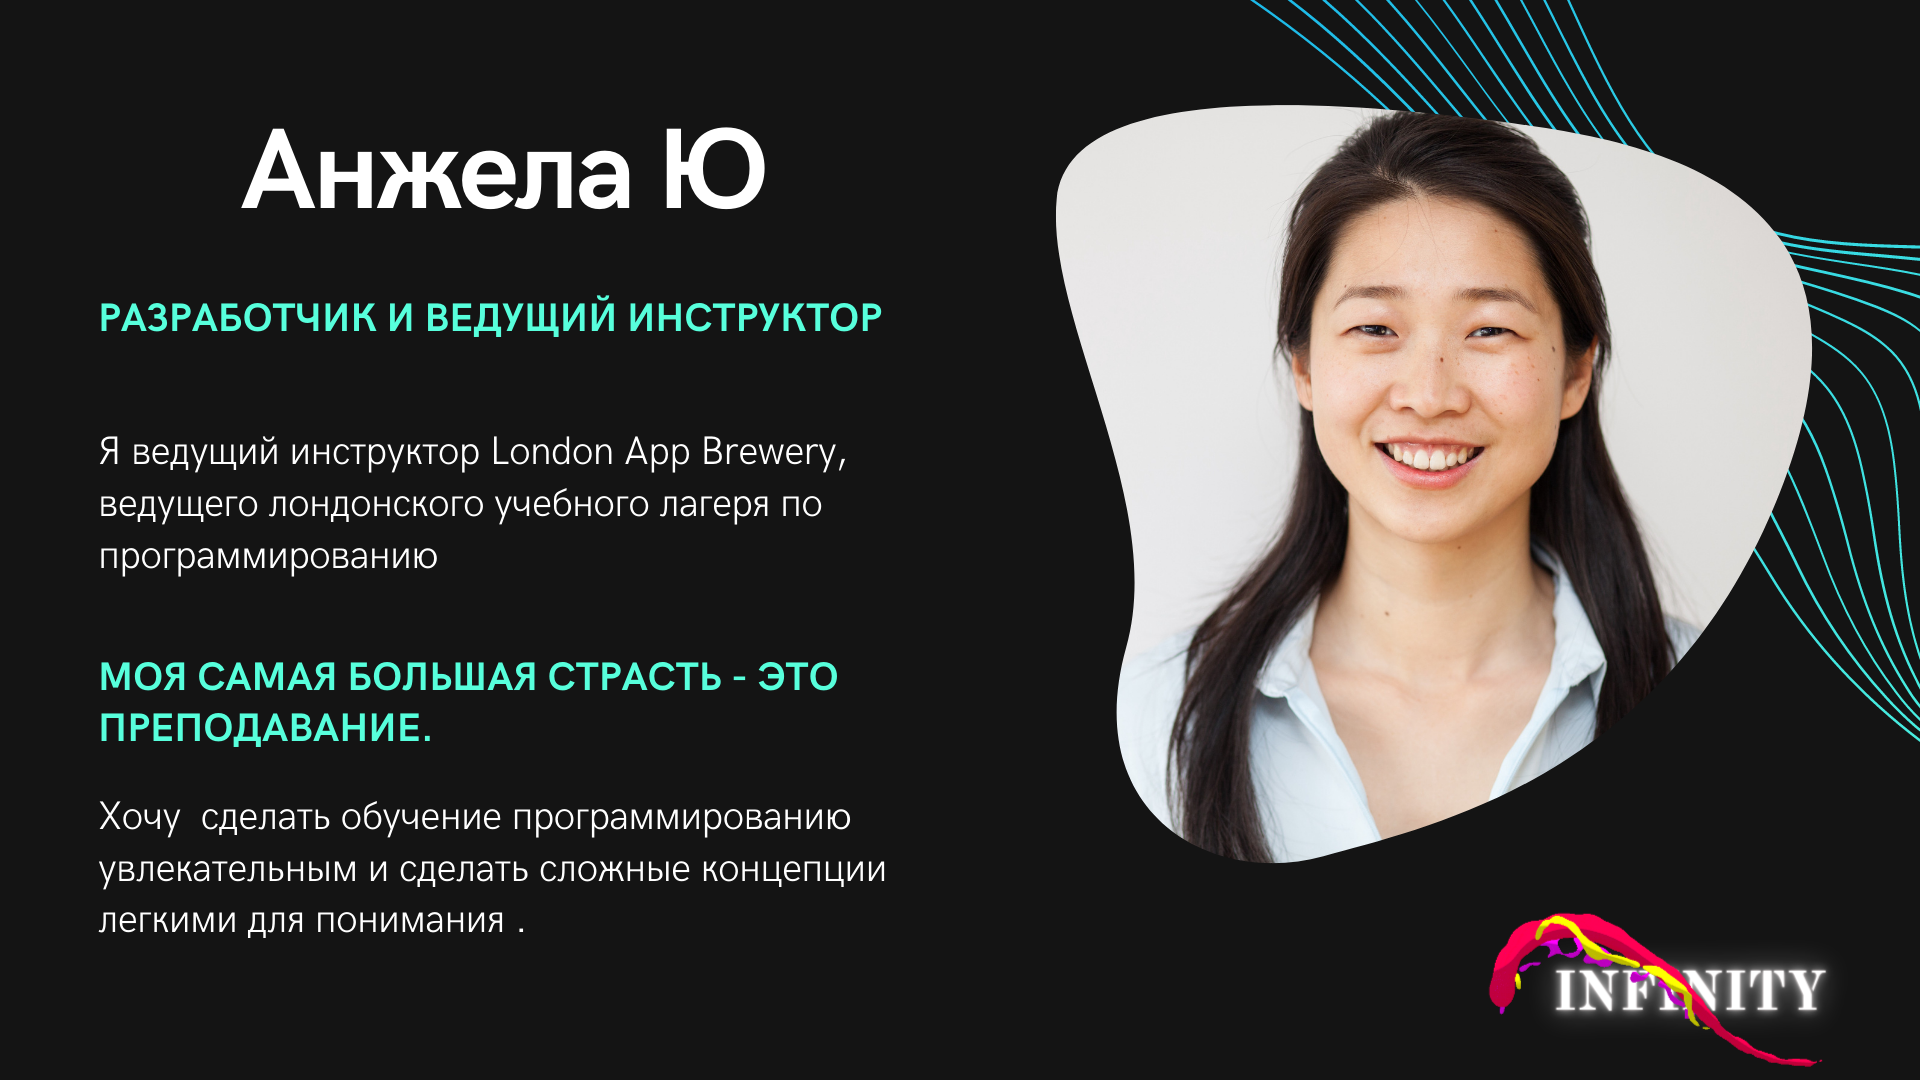 Анжела Ю
РАЗРАБОТЧИК И ВЕДУЩИЙ ИНСТРУКТОР
Я ведущий инструктор London App Brewery,
ведущего лондонского учебного лагеря по
программированию
МОЯ САМАЯ БОЛЬШАЯ СТРАСТЬ - ЭТО
ПРЕПОДАВАНИЕ.
Хочу  сделать обучение программированию
увлекательным и сделать сложные концепции
легкими для понимания .
INFINITY